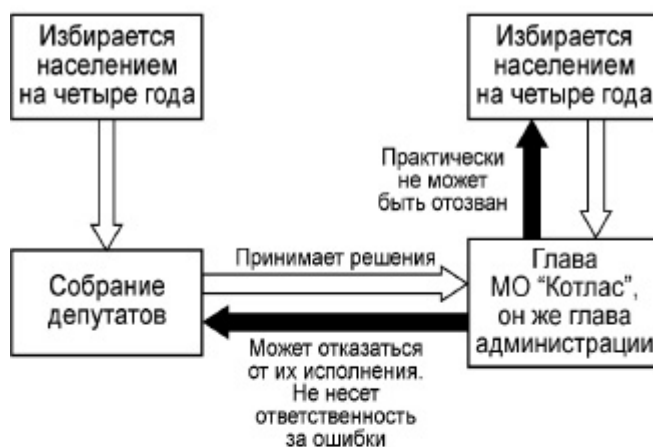 Избирается
населением
на четыре года
Избирается
населением
на четыре года
Практически
не может
быть отозван
Собрание
депутатов
Принимает решения
Глава
МО “Котлас”,
он же глава
администрации
Может отказаться
от их исполнения.
Не несет
ответственность
за ошибки